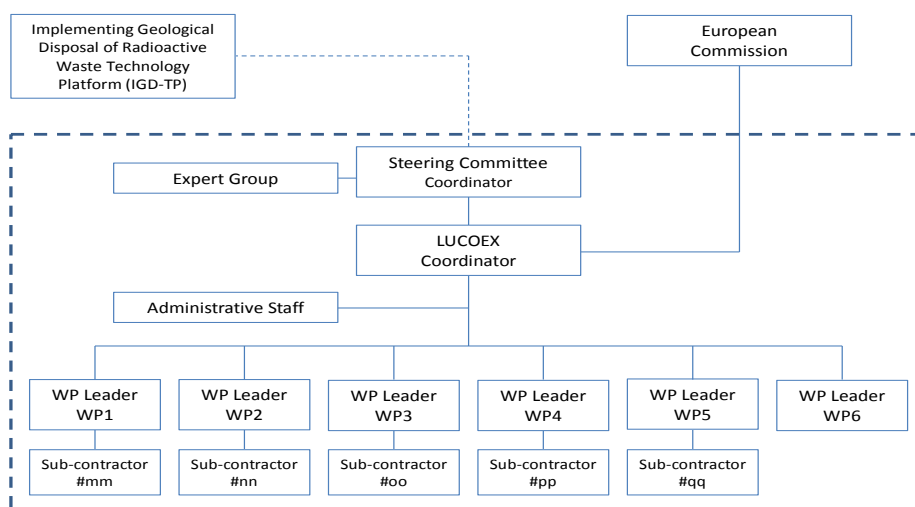 Implementing Geological
Disposal of Radioactive
Waste Technology
Platform (IGD-TP)
European
Commission
Steering Committee
Coordinator
Expert Group
LUCOEX
Coordinator
Administrative Staff
WP Leader
WP1
WP Leader
WP2
WP Leader
WP3
WP Leader
WP4
WP Leader
WP5
WP Leader
WP6
Sub-contractor
#mm
Sub-contractor
#nn
Sub-contractor
#oo
Sub-contractor
#pp
Sub-contractor
#qq